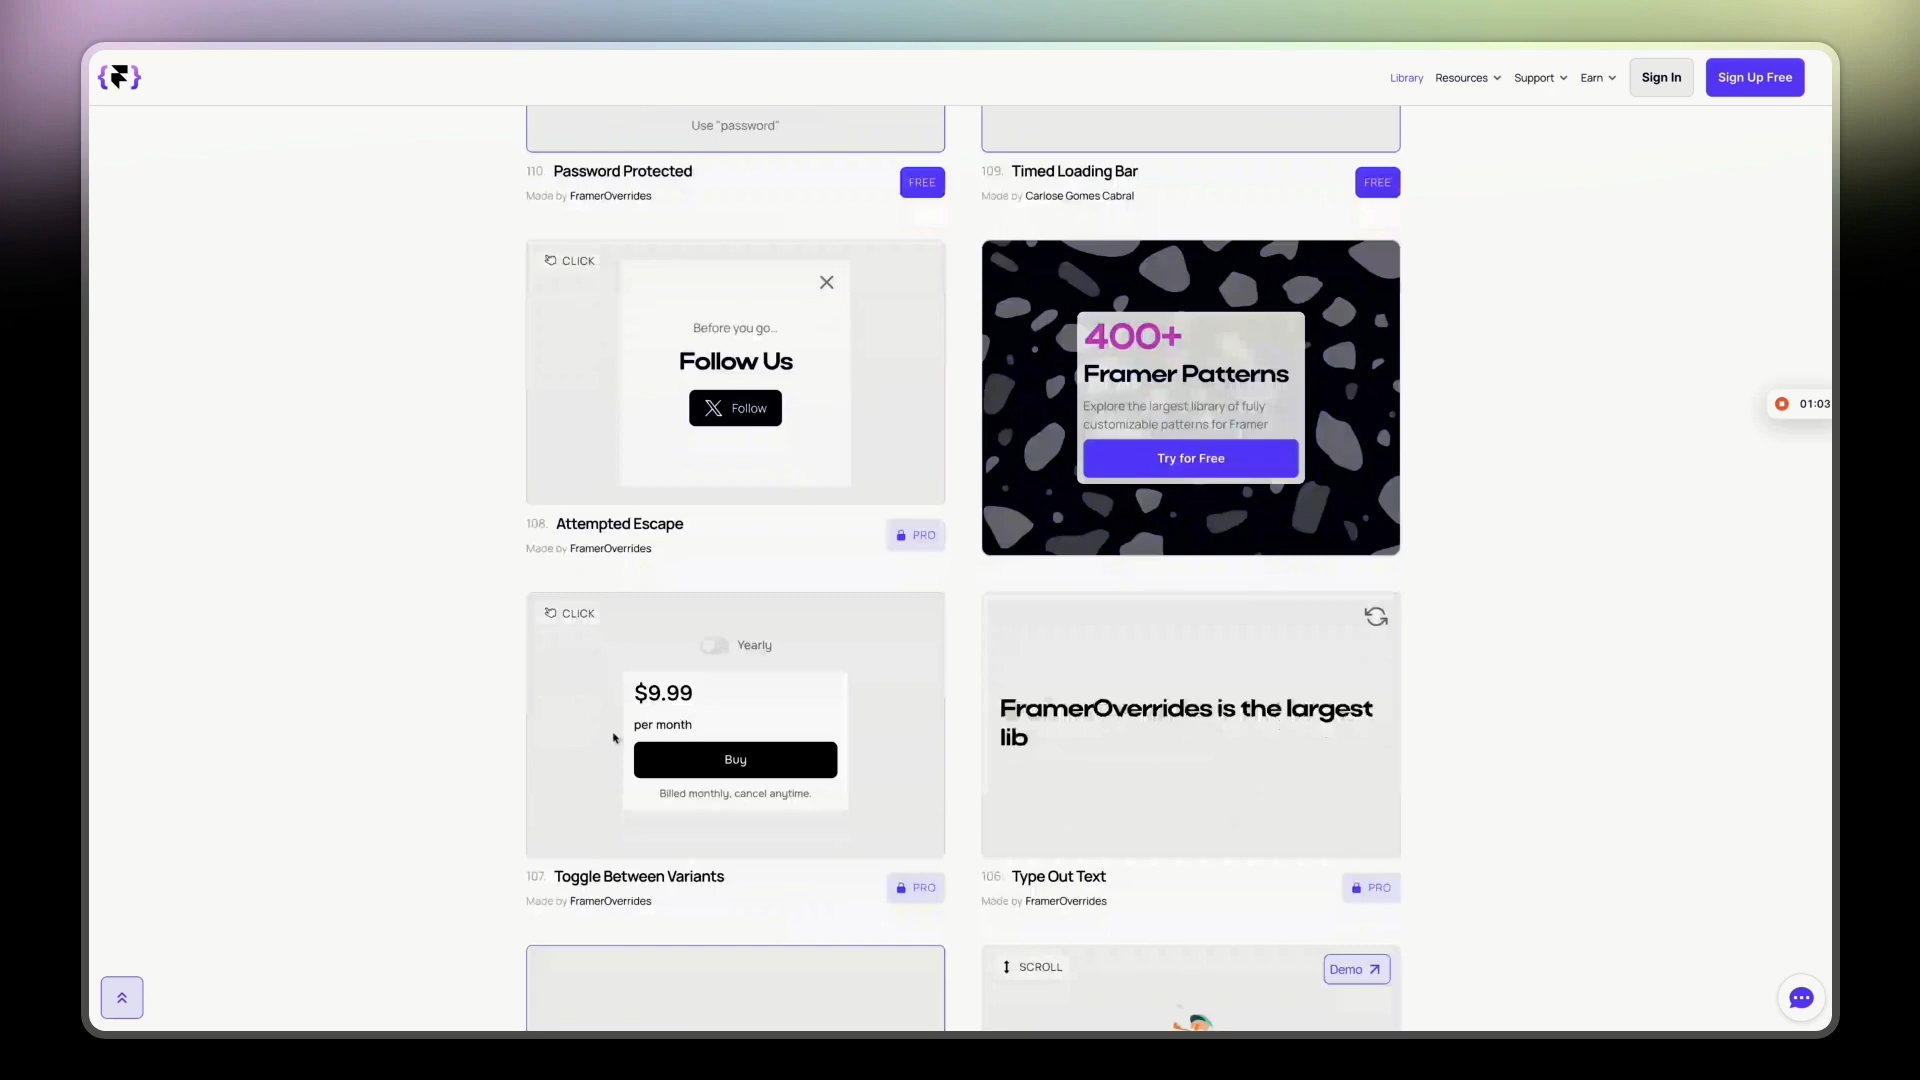 Library Resources Support Earn Sign In Sign Up Free
Use "password"
110. Password Protected
Made by FramerOverrides
FREE
109. Timed Loading Bar
Made by Carlose Gomes Cabral
FREE
CLICK
Before you go...
Follow Us
Follow
108. Attempted Escape
Made by FramerOverrides
PRO
400+
Framer Patterns
Explore the largest library of fully
customizable patterns for Framer
Try for Free
01:03
CLICK
Yearly
$9.99
per month
Buy
Billed monthly, cancel anytime.
107. Toggle Between Variants
Made by FramerOverrides
PRO
FramerOverrides is the largest
lib
106. Type Out Text
Made by FramerOverrides
PRO
SCROLL
Demo